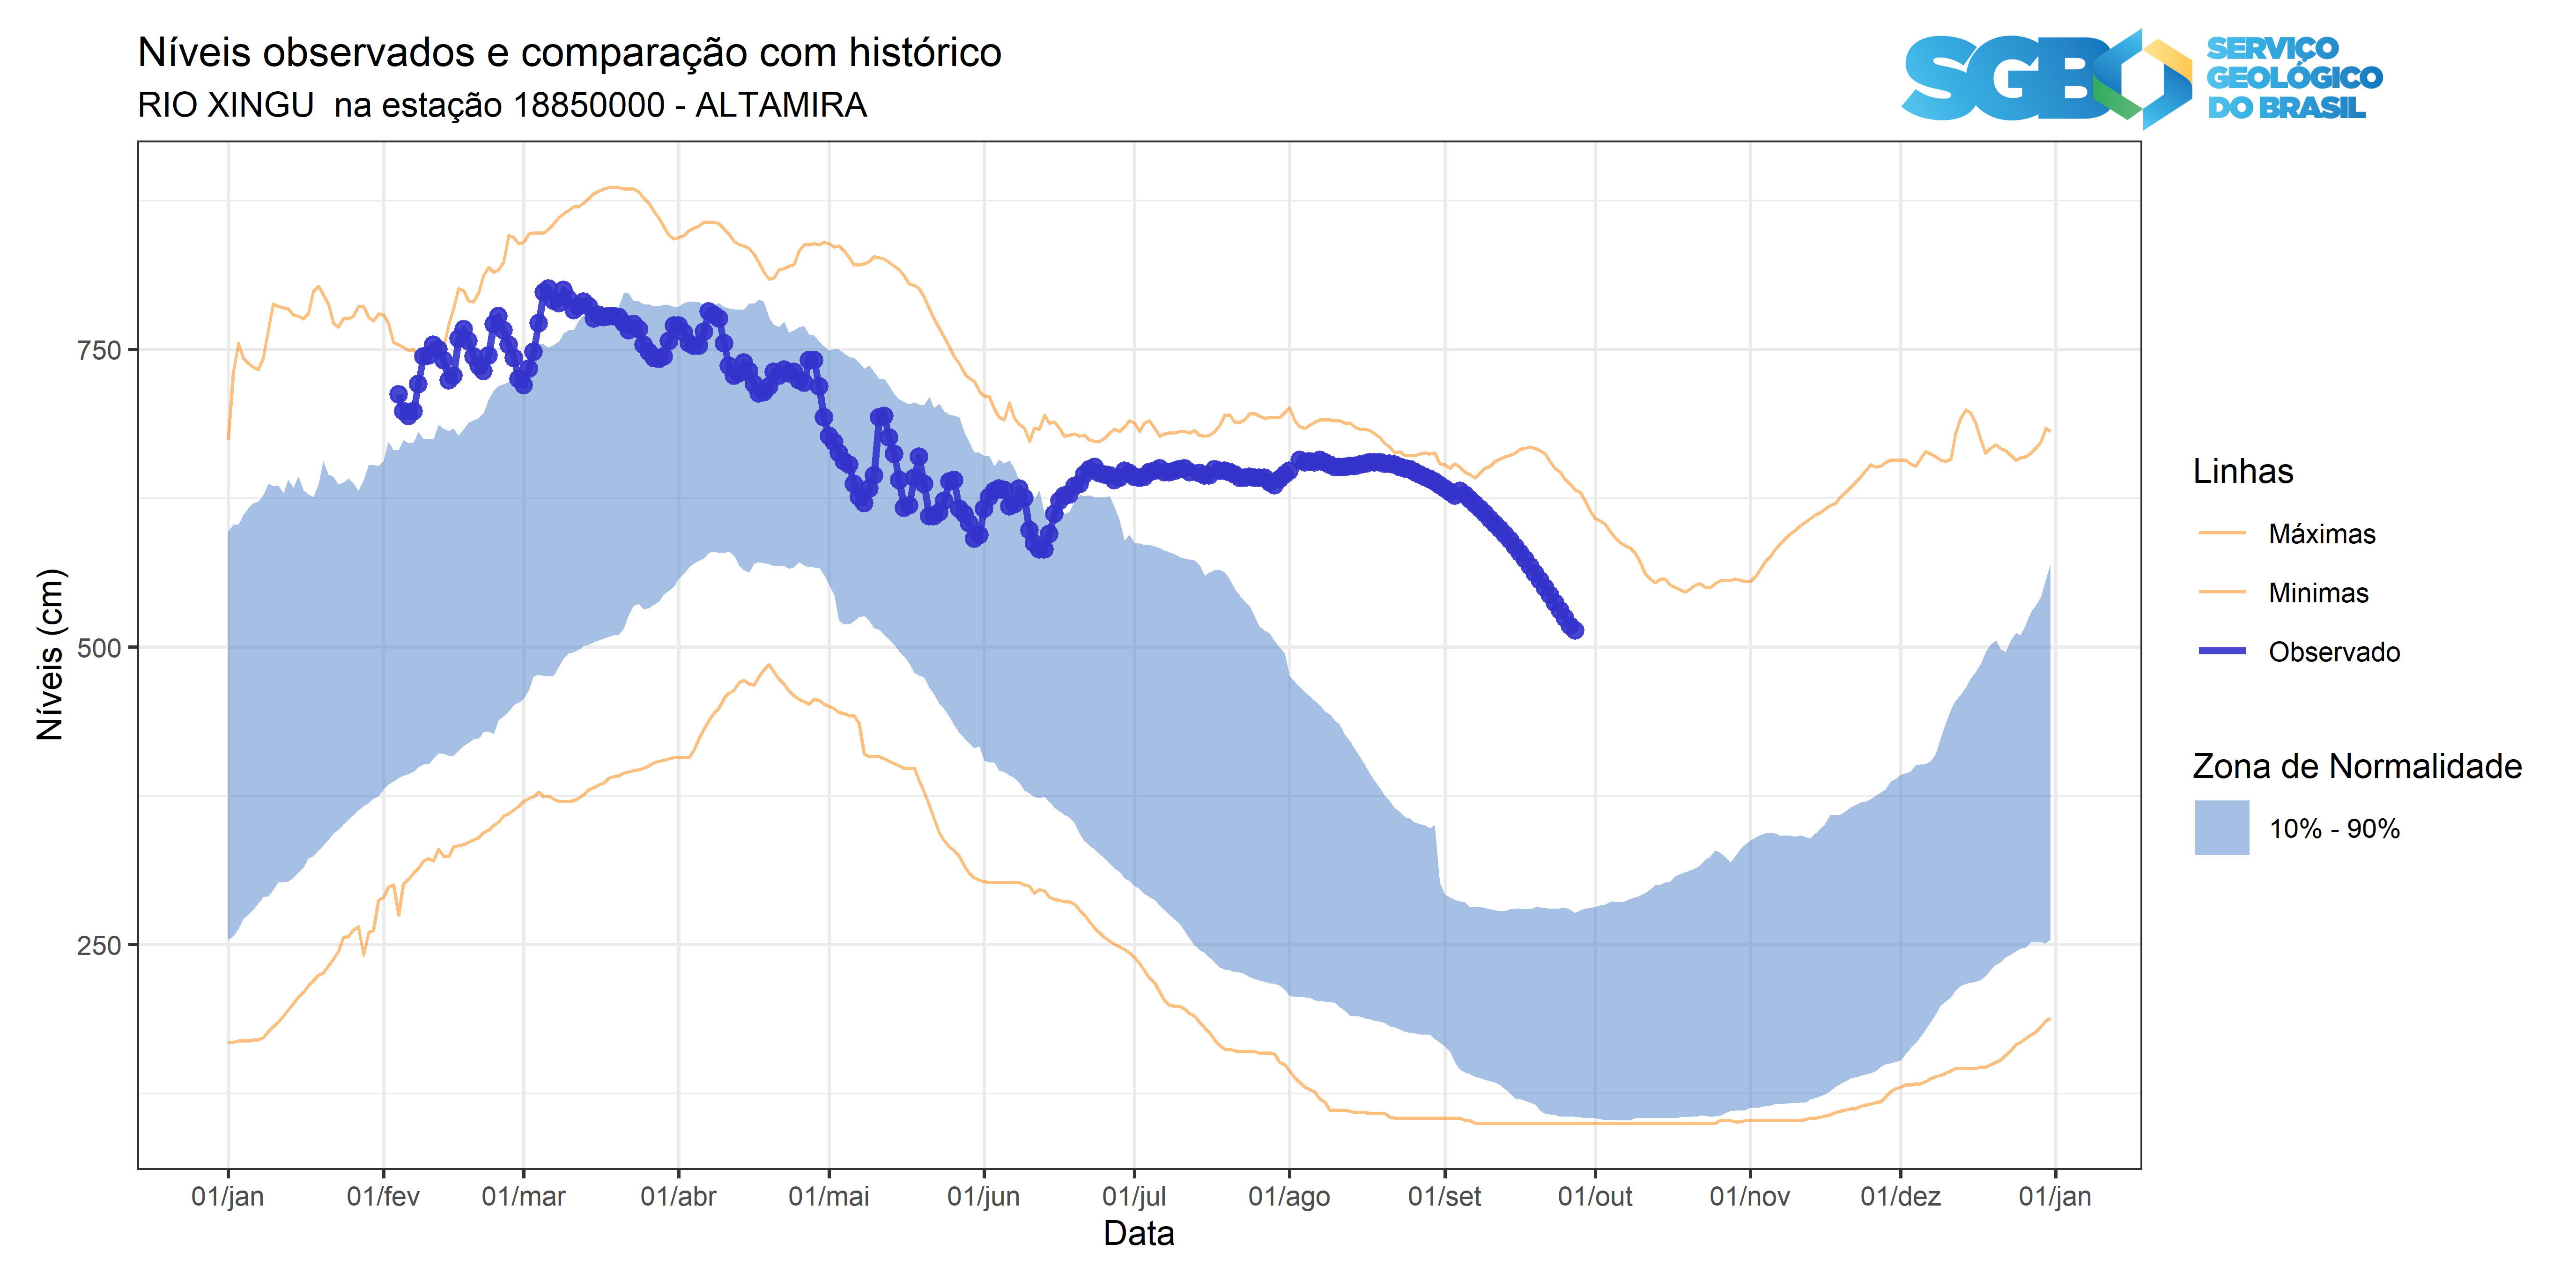 Níveis observados e comparação com histórico
RIO XINGU  na estação 18850000 - ALTAMIRA
SGB
SERVIÇO
GEOLÓGICO
DO BRASIL
Níveis (cm)
750
500
250
01/jan 01/fev 01/mar 01/abr 01/mai 01/jun 01/jul 01/ago 01/set 01/out 01/nov 01/dez 01/jan
Data
Linhas
Máximas
Minimas
Observado
Zona de Normalidade
10% - 90%